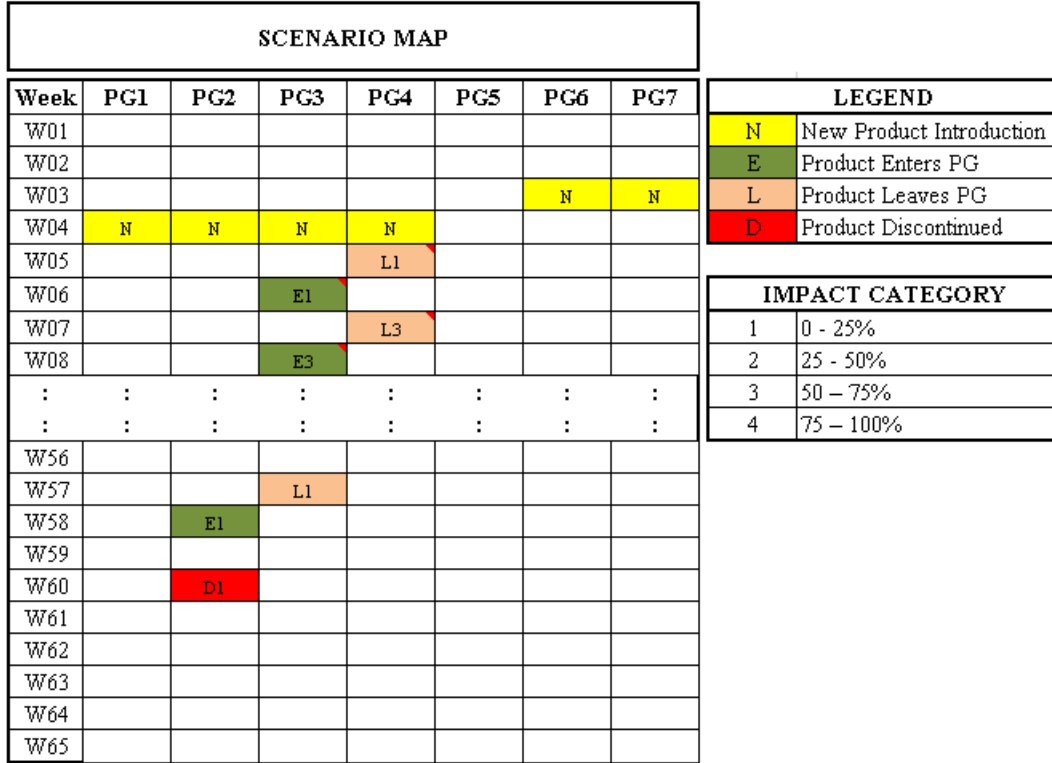 SCENARIO MAP
Week PG1 PG2 PG3 PG4 PG5 PG6 PG7
W01
W02
W03 N N
W04 N N N N
W05 L1
W06 E1
W07 L3
W08 E3
: : : : : : : :
: : : : : : : :
W56
W57 L1
W58 E1
W59
W60 D1
W61
W62
W63
W64
W65
LEGEND
N New Product Introduction
E Product Enters PG
L Product Leaves PG
D Product Discontinued
IMPACT CATEGORY
1 0 - 25%
2 25 - 50%
3 50 – 75%
4 75 – 100%